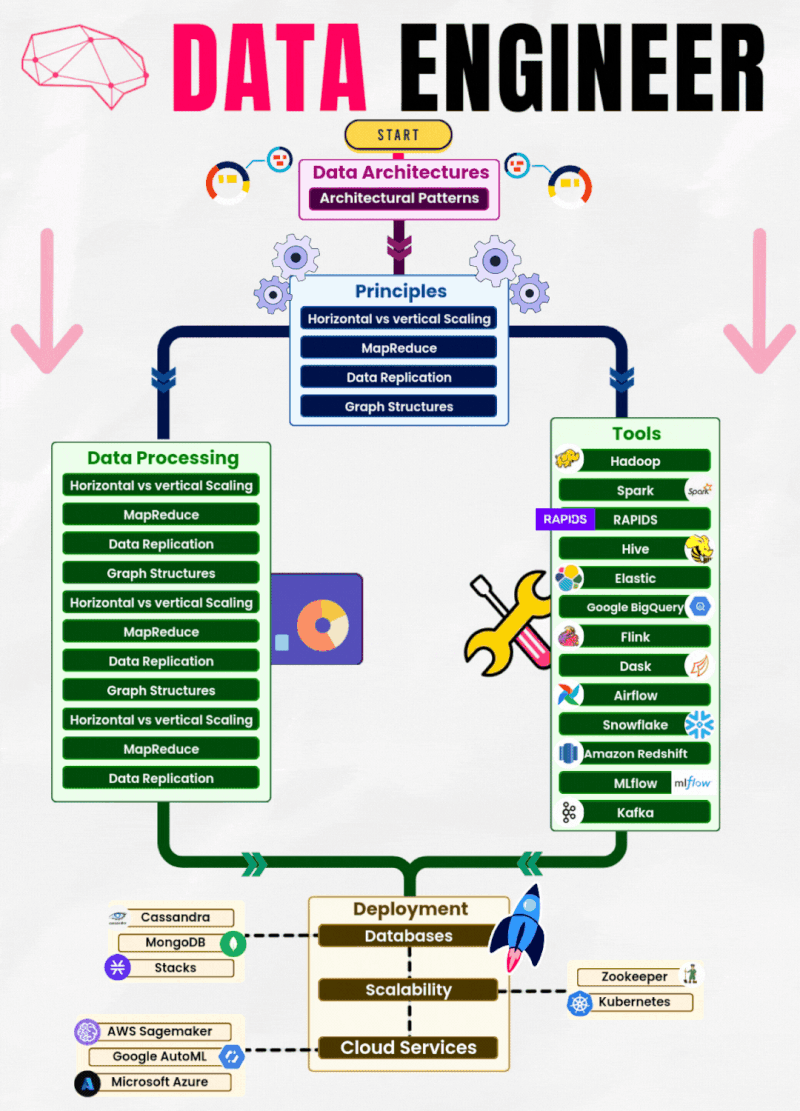 DATA ENGINEER
START
Data Architectures
Architectural Patterns
Principles
Horizontal vs vertical Scaling
MapReduce
Data Replication
Graph Structures
Data Processing
Horizontal vs vertical Scaling
MapReduce
Data Replication
Graph Structures
Horizontal vs vertical Scaling
MapReduce
Data Replication
Graph Structures
Horizontal vs vertical Scaling
MapReduce
Data Replication
Tools
Hadoop
Spark
Spark
RAPIDS
RAPIDS
Hive
Elastic
Google BigQuery
Flink
Dask
Airflow
Snowflake
Amazon Redshift
MLflow
mlflow
Kafka
Deployment
Databases
Scalability
Cloud Services
Cassandra
MongoDB
Stacks
Zookeeper
Kubernetes
AWS Sagemaker
Google AutoML
Microsoft Azure